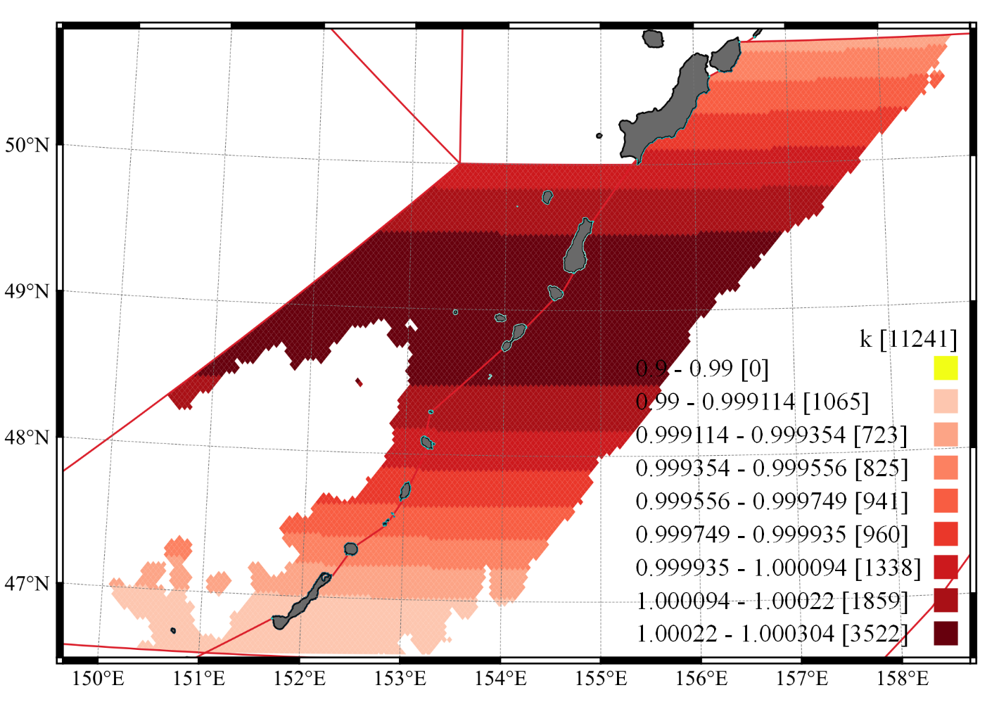 50°N
49°N
48°N
47°N
k [11241]
0.9 - 0.99 [0]
0.99 - 0.999114 [1065]
0.999114 - 0.999354 [723]
0.999354 - 0.999556 [825]
0.999556 - 0.999749 [941]
0.999749 - 0.999935 [960]
0.999935 - 1.000094 [1338]
1.000094 - 1.00022 [1859]
1.00022 - 1.000304 [3522]
150°E 151°E 152°E 153°E 154°E 155°E 156°E 157°E 158°E